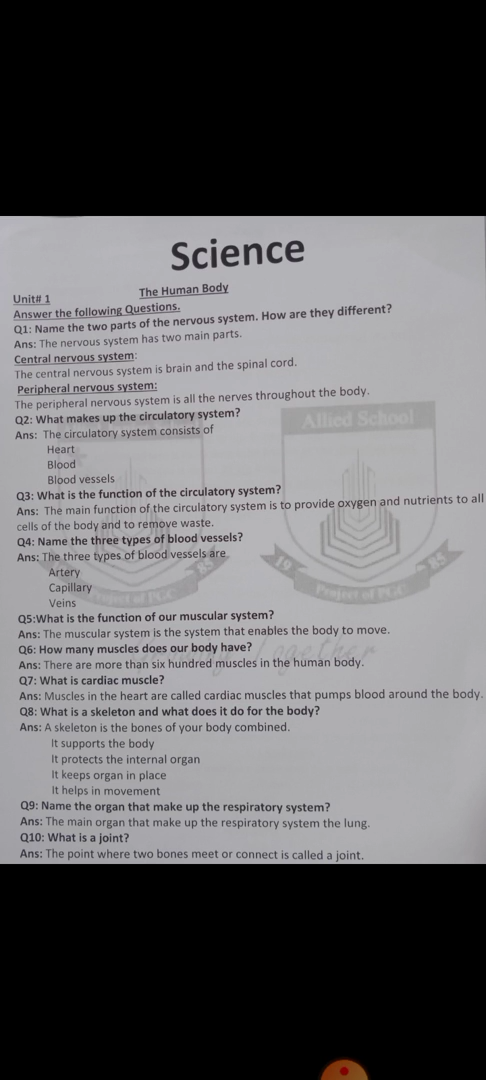 Science
Unit# 1 The Human Body
Answer the following Questions.
Q1: Name the two parts of the nervous system. How are they different?
Ans: The nervous system has two main parts.
Central nervous system:
The central nervous system is brain and the spinal cord.
Peripheral nervous system:
The peripheral nervous system is all the nerves throughout the body.
Q2: What makes up the circulatory system?
Ans: The circulatory system consists of
Heart
Blood
Blood vessels
Allied School
Q3: What is the function of the circulatory system?
Ans: The main function of the circulatory system is to provide oxygen and nutrients to all
cells of the body and to remove waste.
Q4: Name the three types of blood vessels?
Ans: The three types of blood vessels are
Artery
Capillary
Veins
85
Project of PGC
19
85
Project of PGC
Q5:What is the function of our muscular system?
Ans: The muscular system is the system that enables the body to move.
Q6: How many muscles does our body have?
Ans: There are more than six hundred muscles in the human body.
Q7: What is cardiac muscle?
Ans: Muscles in the heart are called cardiac muscles that pumps blood around the body.
Q8: What is a skeleton and what does it do for the body?
Ans: A skeleton is the bones of your body combined.
It supports the body
It protects the internal organ
It keeps organ in place
It helps in movement
Q9: Name the organ that make up the respiratory system?
Ans: The main organ that make up the respiratory system the lung.
Q10: What is a joint?
Ans: The point where two bones meet or connect is called a joint.